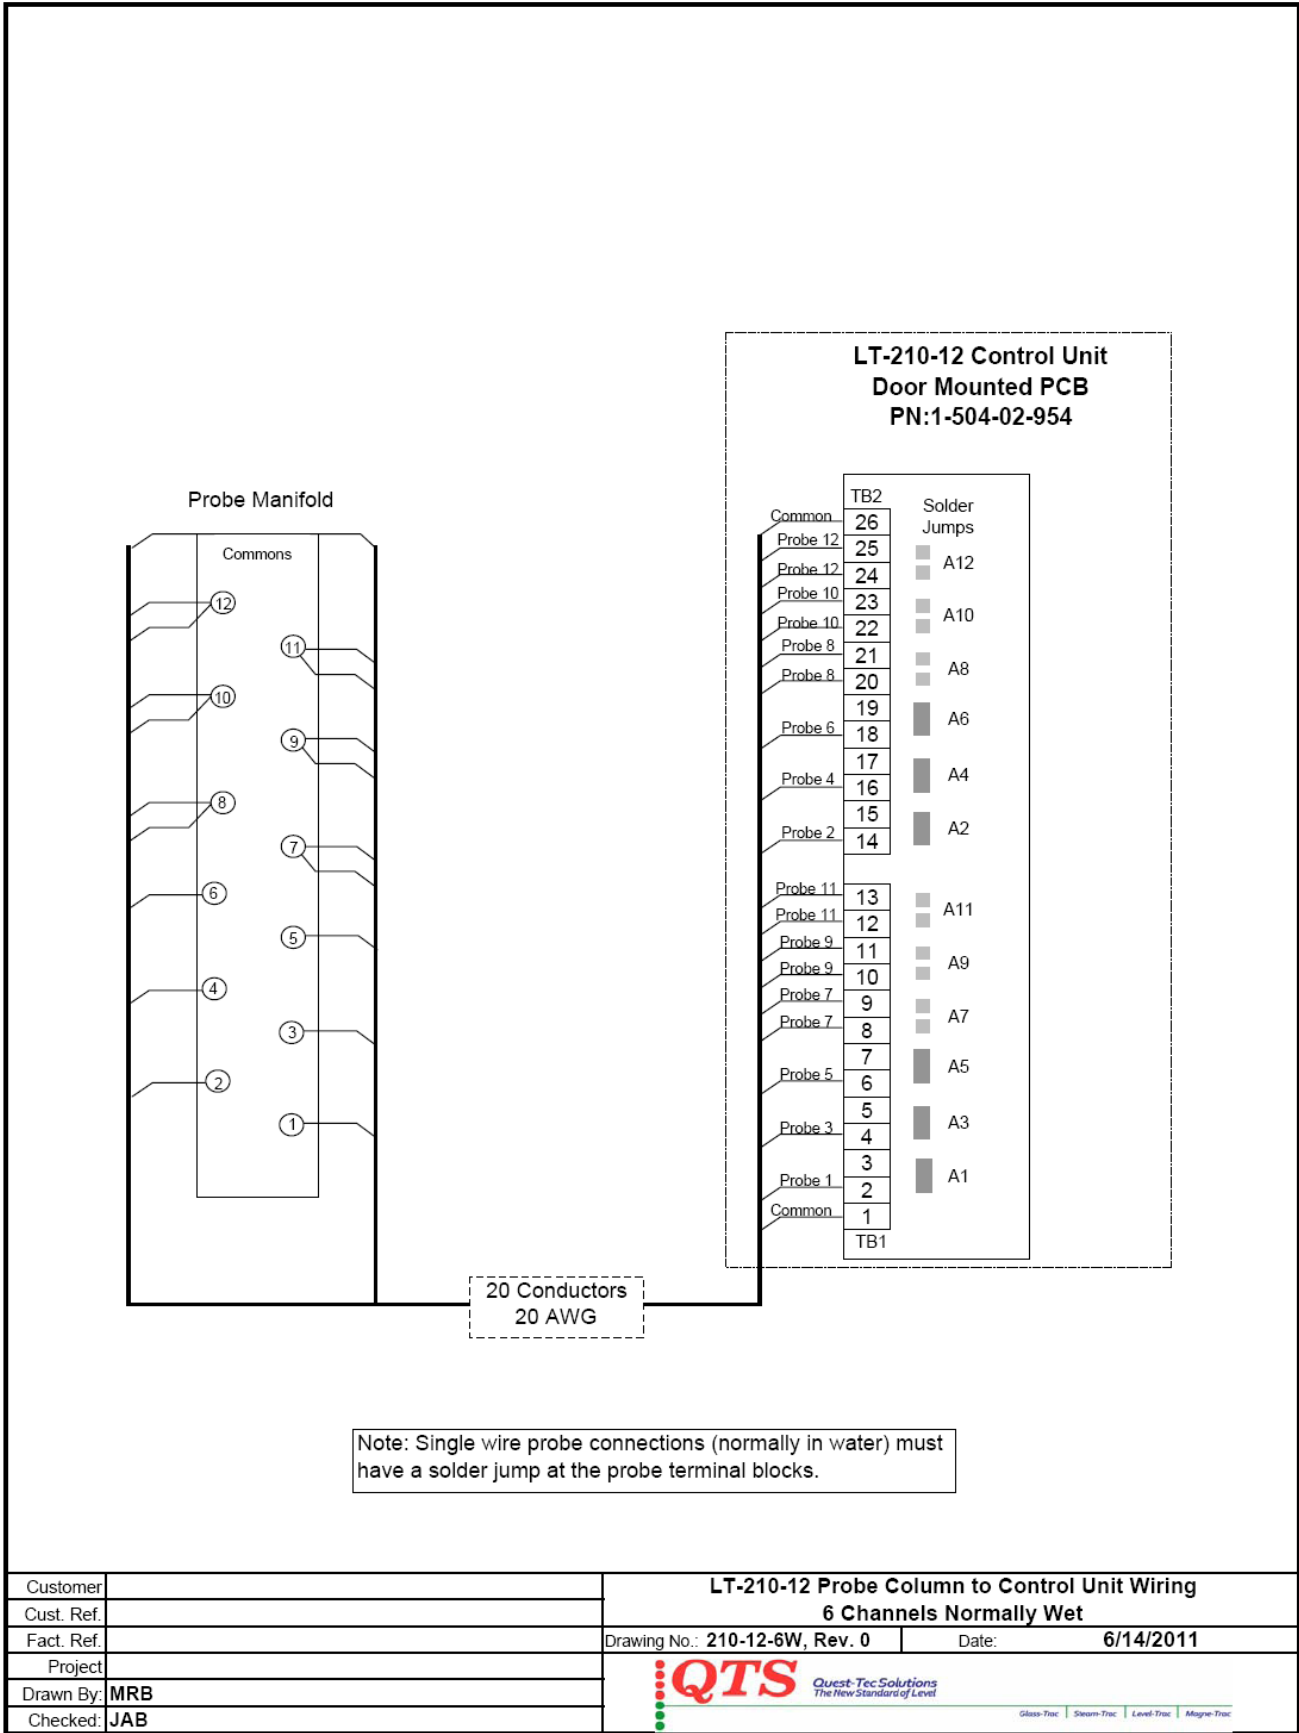 LT-210-12 Control Unit
Door Mounted PCB
PN:1-504-02-954
Probe Manifold
Commons
12
11
10
9
8
7
6
5
4
3
2
1
TB2
Solder
Jumps
Common 26
Probe 12 25
A12
Probe 12 24
Probe 10 23
A10
Probe 10 22
Probe 8 21
A8
Probe 8 20
19
A6
Probe 6 18
17
A4
Probe 4 16
15
A2
Probe 2 14
Probe 11 13
A11
Probe 11 12
Probe 9 11
A9
Probe 9 10
Probe 7 9
A7
Probe 7 8
7
A5
Probe 5 6
5
A3
Probe 3 4
3
A1
Probe 1 2
Common 1
TB1
20 Conductors
20 AWG
Note: Single wire probe connections (normally in water) must
have a solder jump at the probe terminal blocks.
Customer
Cust. Ref.
Fact. Ref.
Project
Drawn By: MRB
Checked: JAB
LT-210-12 Probe Column to Control Unit Wiring
6 Channels Normally Wet
Drawing No.: 210-12-6W, Rev. 0 Date: 6/14/2011
QTS Quest-Tec Solutions
The New Standard of Level
Glass-Trac | Steam-Trac | Level-Trac | Magne-Trac